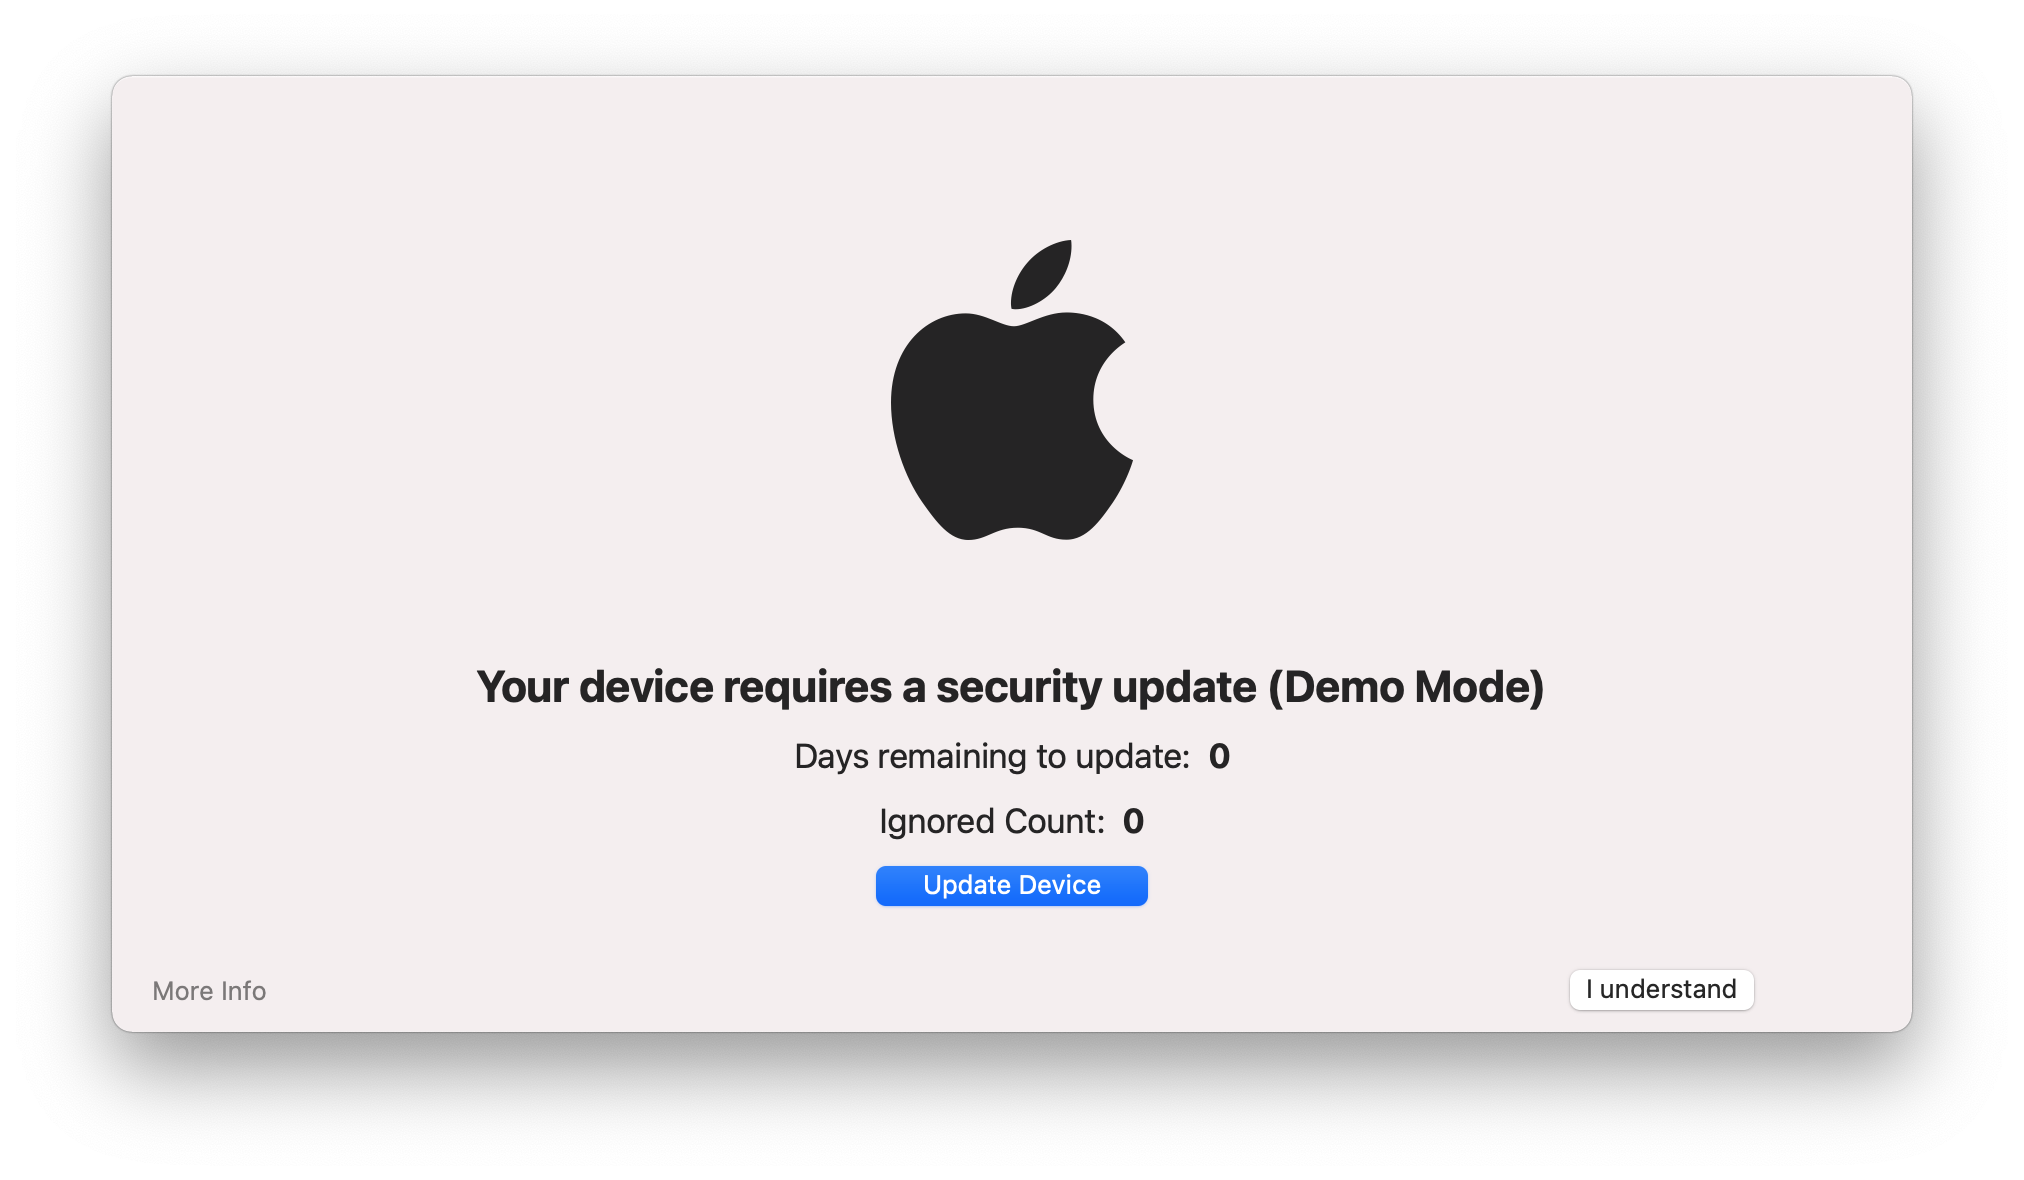 Your device requires a security update (Demo Mode)
Days remaining to update: 0
Ignored Count: 0
Update Device
More Info
I understand